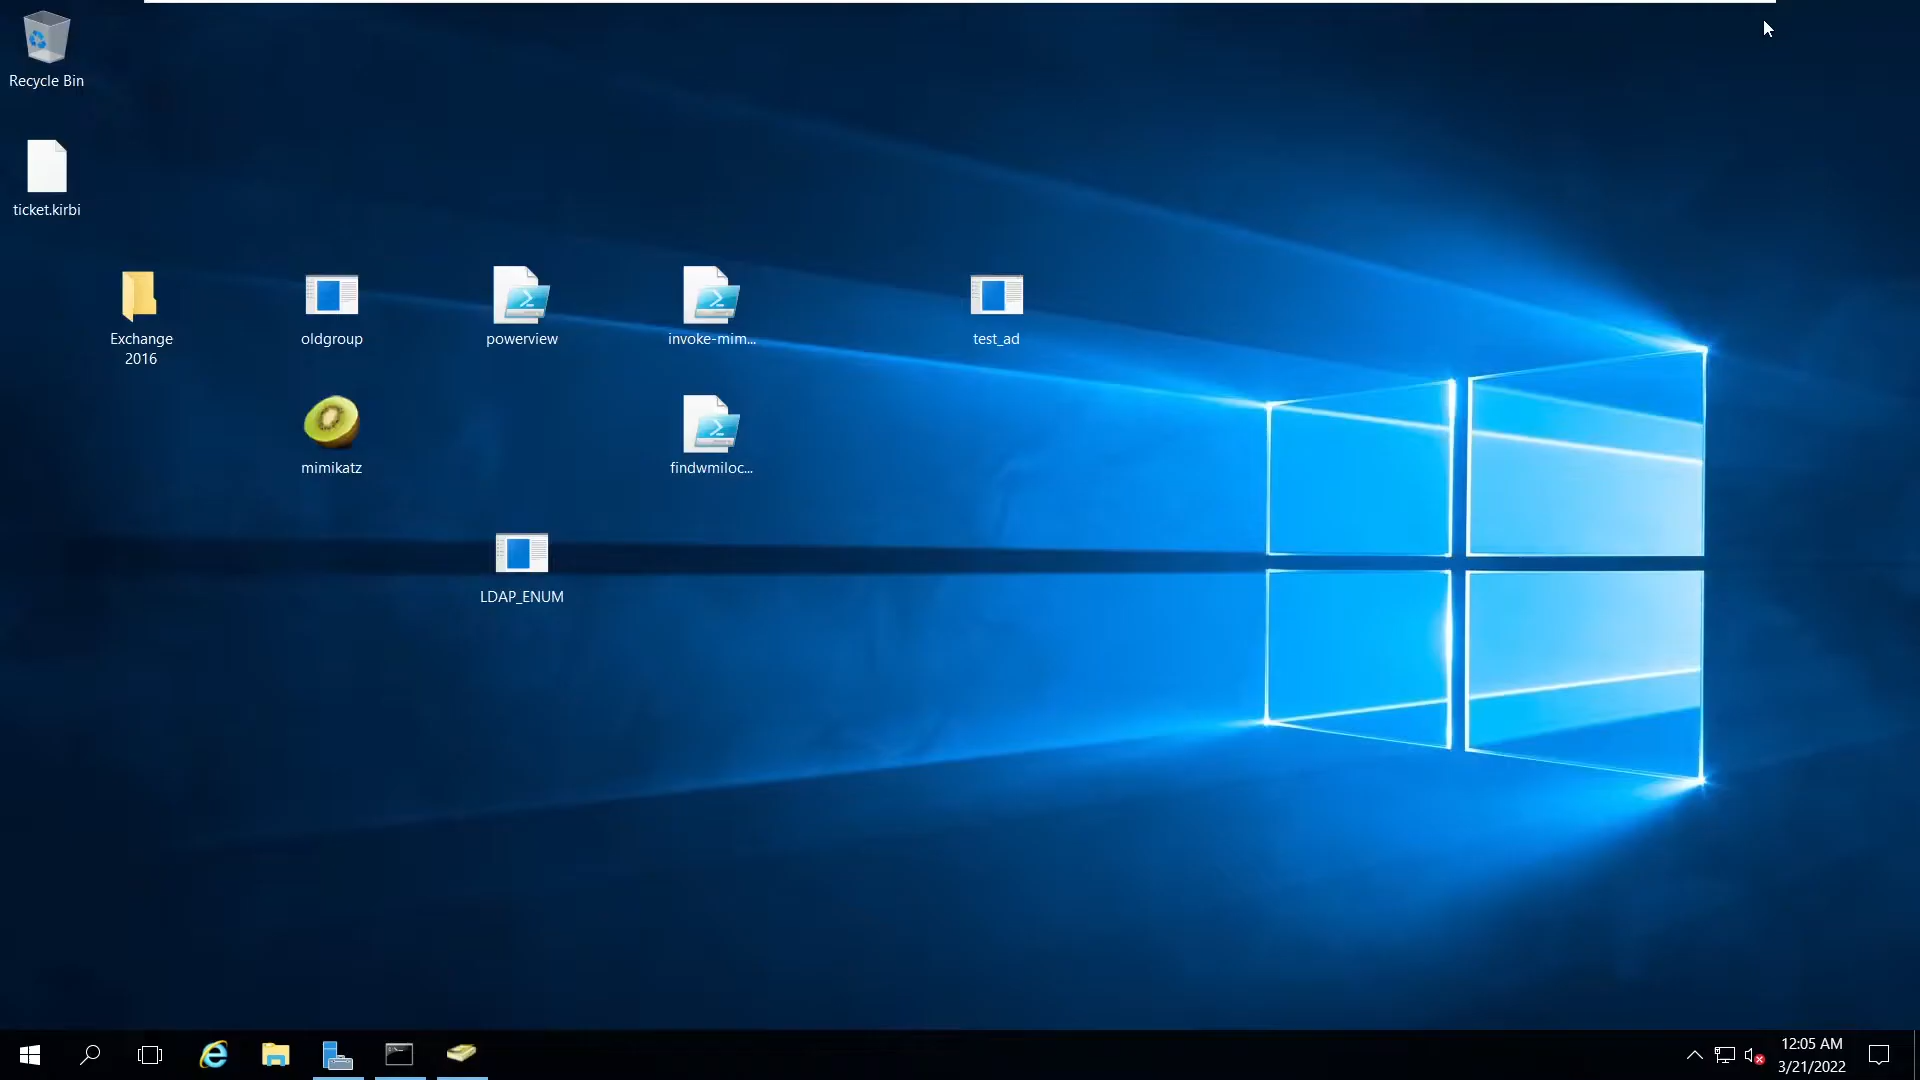 Recycle Bin
ticket.kirbi
Exchange
2016
oldgroup
powerview
invoke-mim...
test_ad
mimikatz
findwmiloc...
LDAP_ENUM
12:05 AM
3/21/2022